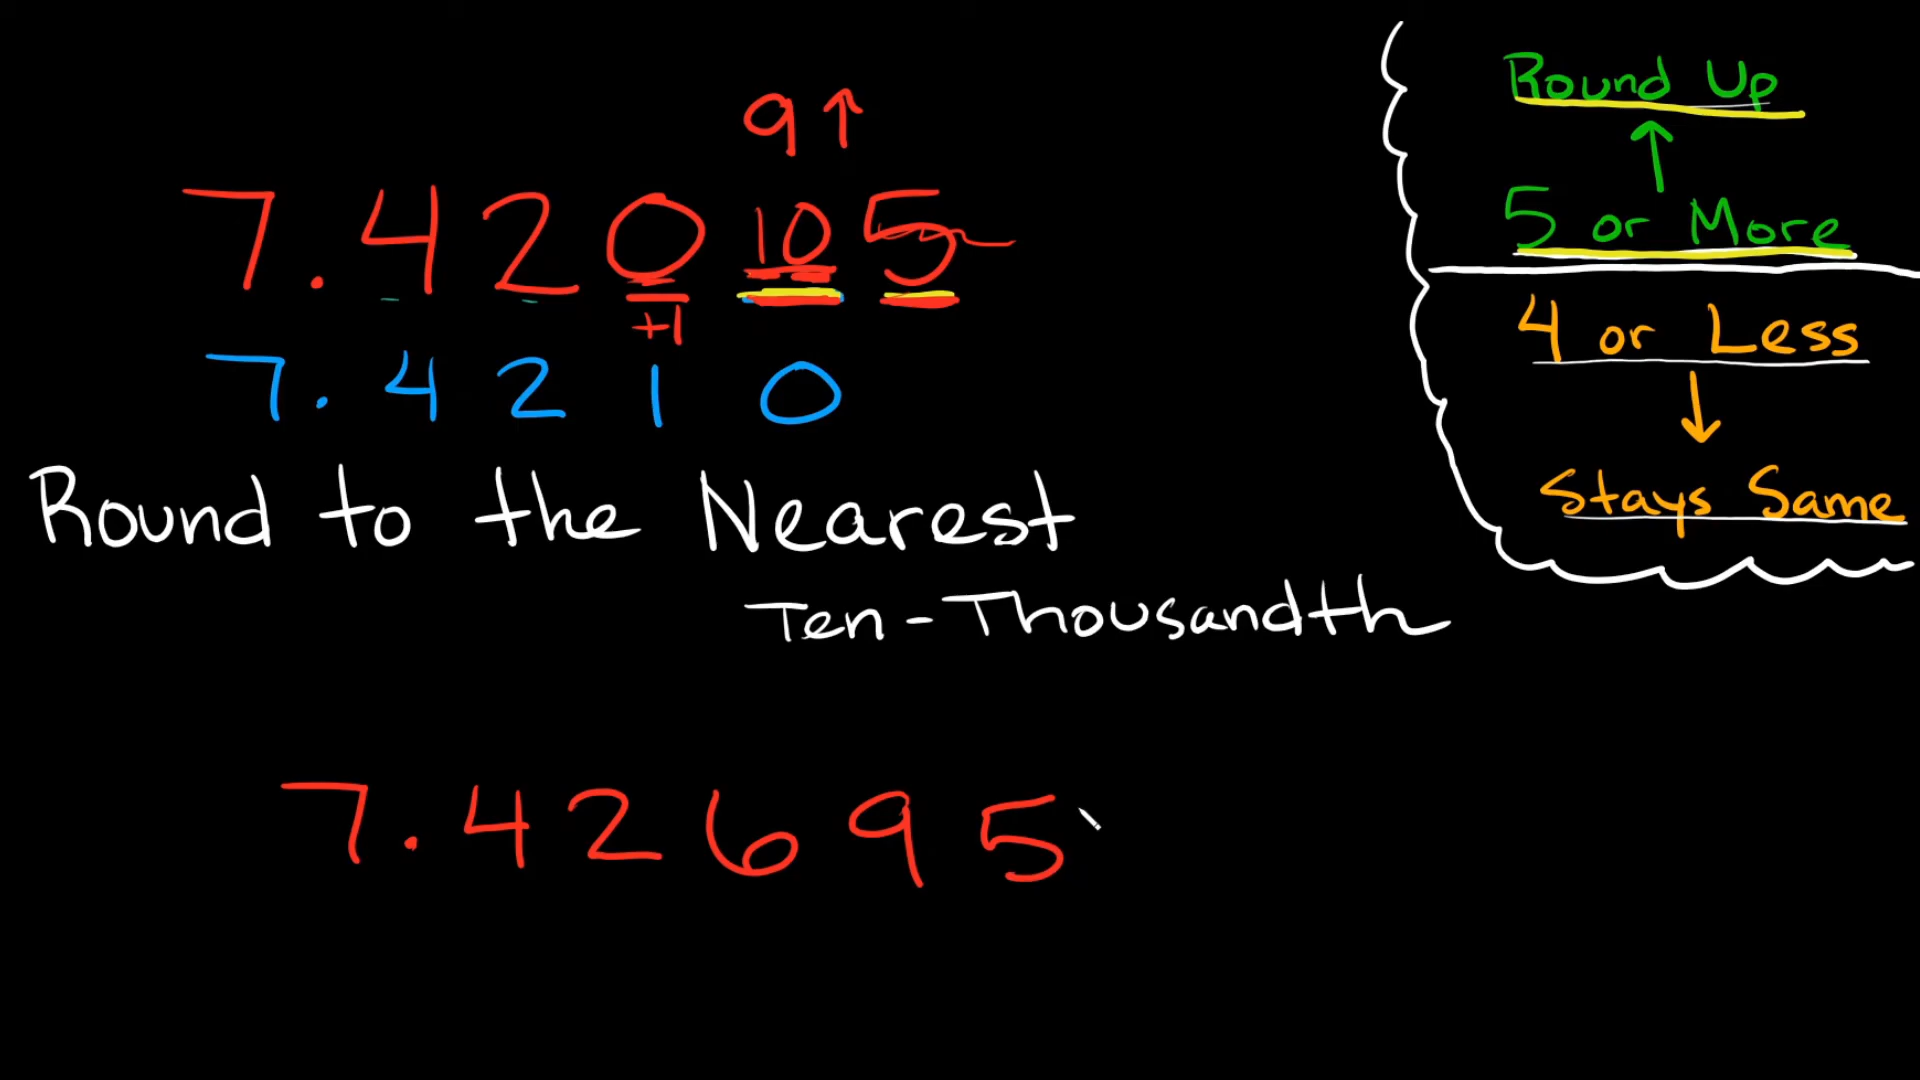 9↑
7.420105
+1
7.4210
Round to the Nearest
Ten-Thousandth
7.42695
Round Up
↑
5 or More
4 or Less
↓
Stays Same